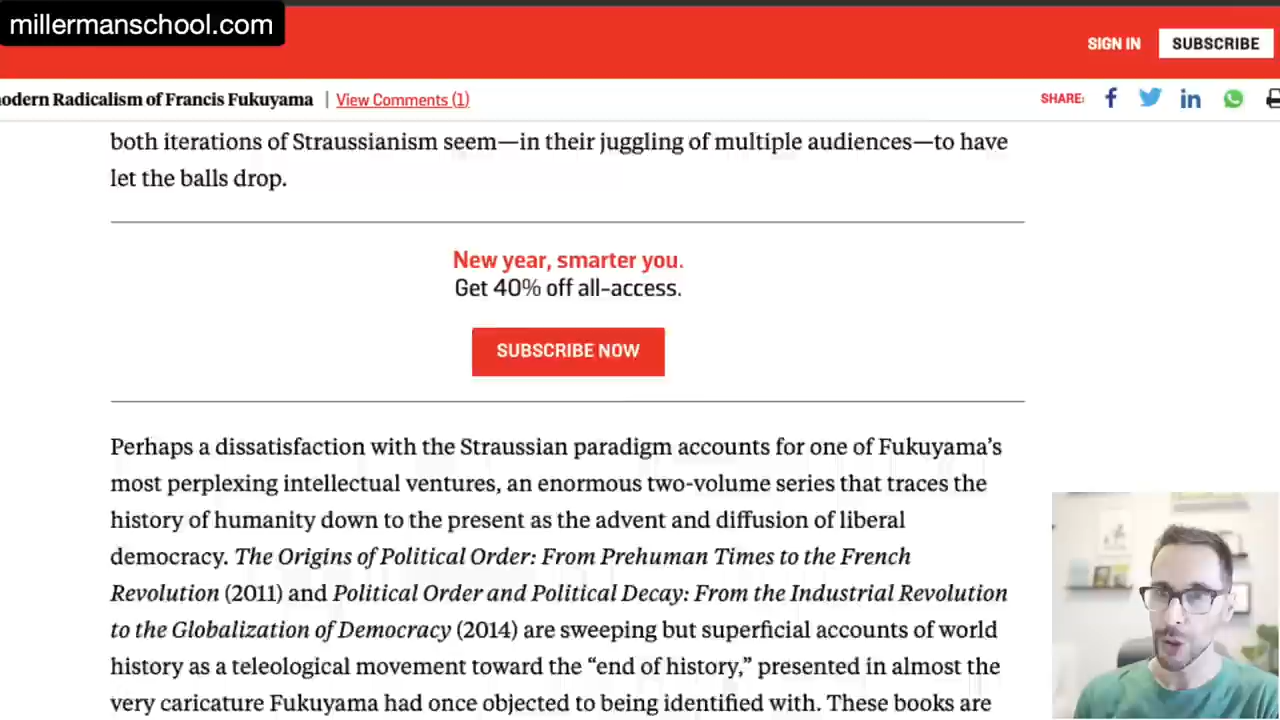 millermanschool.com
SIGN IN
SUBSCRIBE
odern Radicalism of Francis Fukuyama | View Comments (1)
SHARE:
both iterations of Straussianism seem—in their juggling of multiple audiences—to have
let the balls drop.
New year, smarter you.
Get 40% off all-access.
SUBSCRIBE NOW
Perhaps a dissatisfaction with the Straussian paradigm accounts for one of Fukuyama’s
most perplexing intellectual ventures, an enormous two-volume series that traces the
history of humanity down to the present as the advent and diffusion of liberal
democracy. The Origins of Political Order: From Prehuman Times to the French
Revolution (2011) and Political Order and Political Decay: From the Industrial Revolution
to the Globalization of Democracy (2014) are sweeping but superficial accounts of world
history as a teleological movement toward the “end of history,” presented in almost the
very caricature Fukuyama had once objected to being identified with. These books are